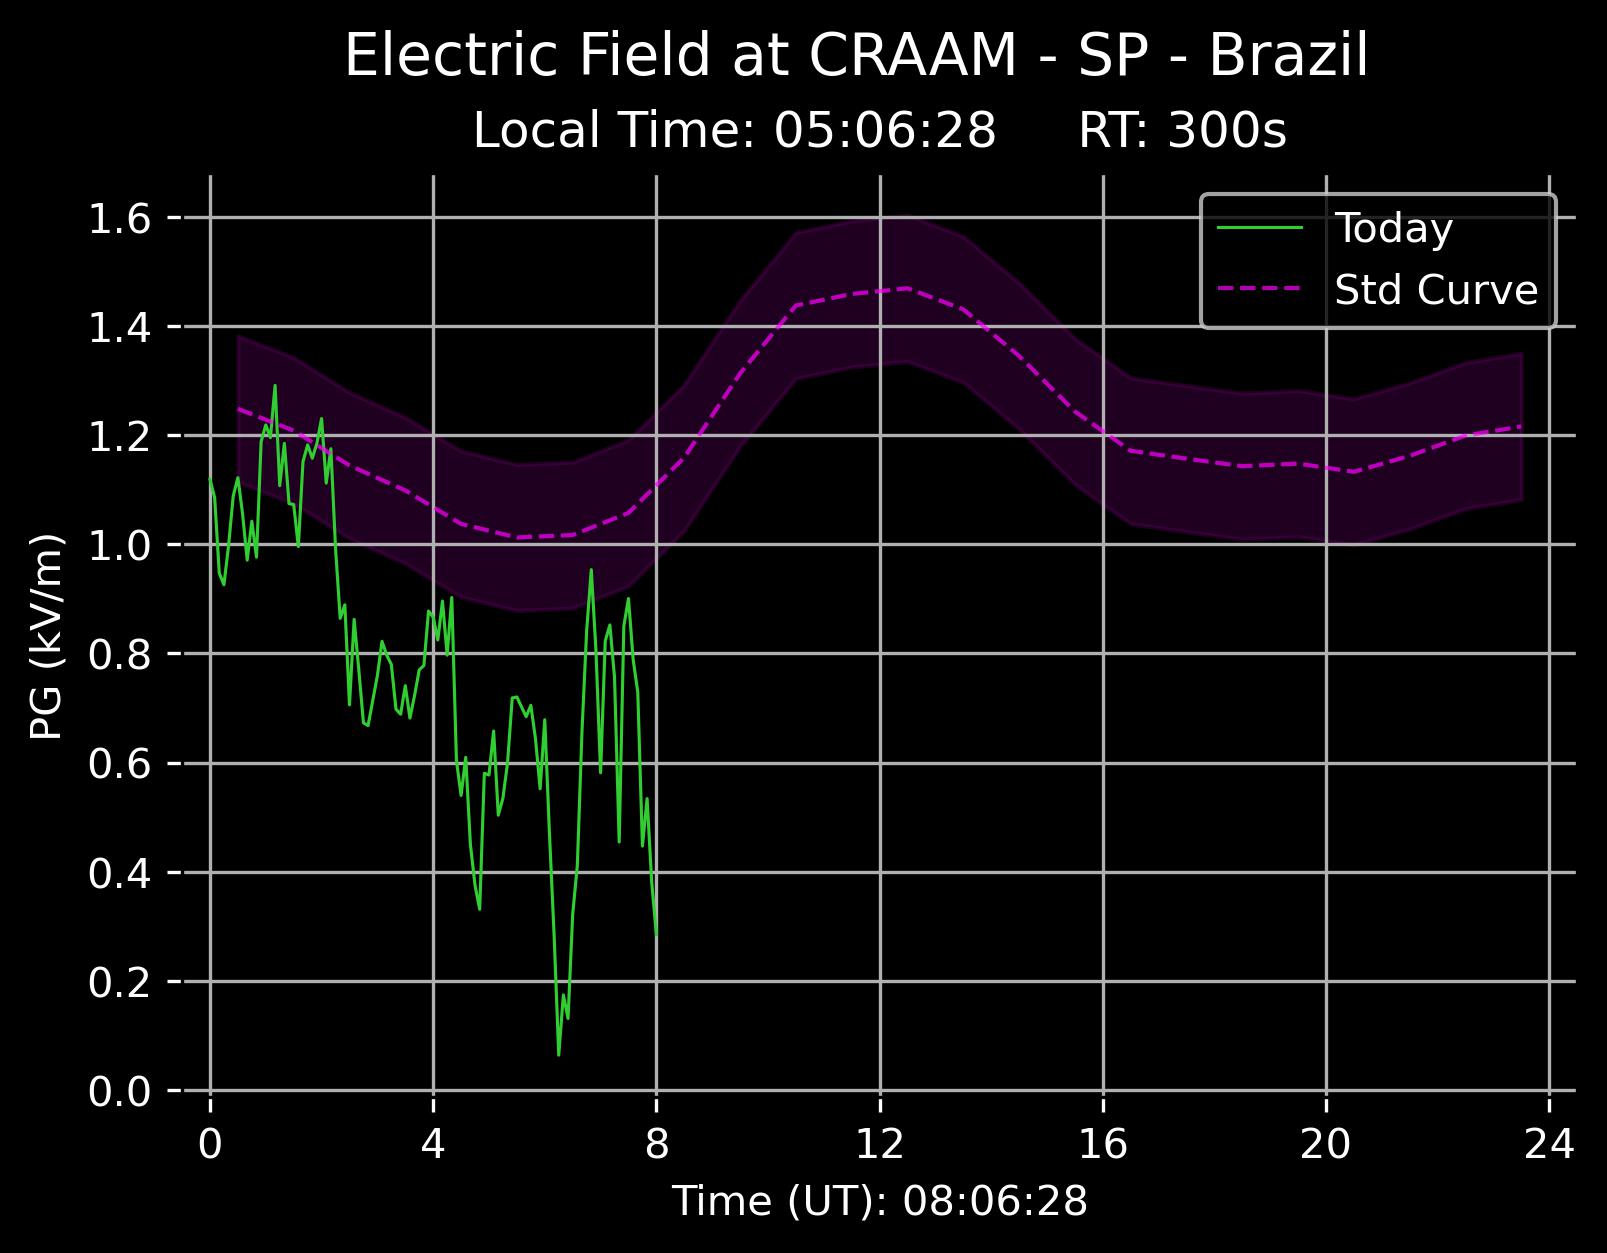 Electric Field at CRAAM - SP - Brazil
Local Time: 05:06:28 RT: 300s
Today
Std Curve
PG (kV/m)
1.6
1.4
1.2
1.0
0.8
0.6
0.4
0.2
0.0
0 4 8 12 16 20 24
Time (UT): 08:06:28